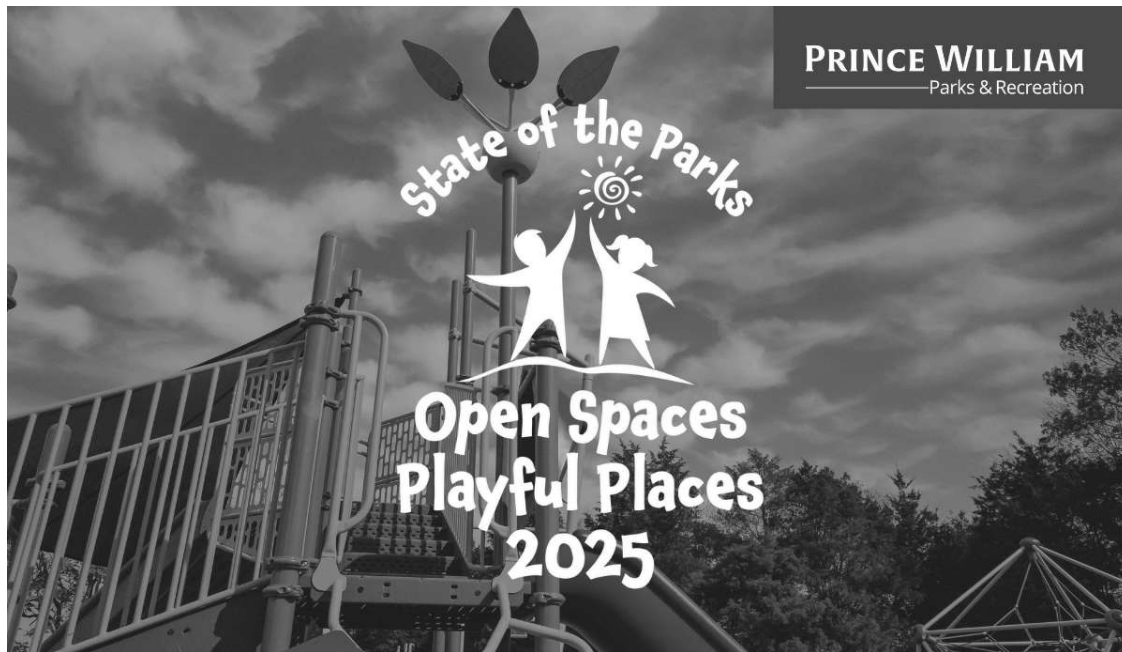 PRINCE WILLIAM
Parks & Recreation
State of the Parks
Open Spaces
Playful Places
2025